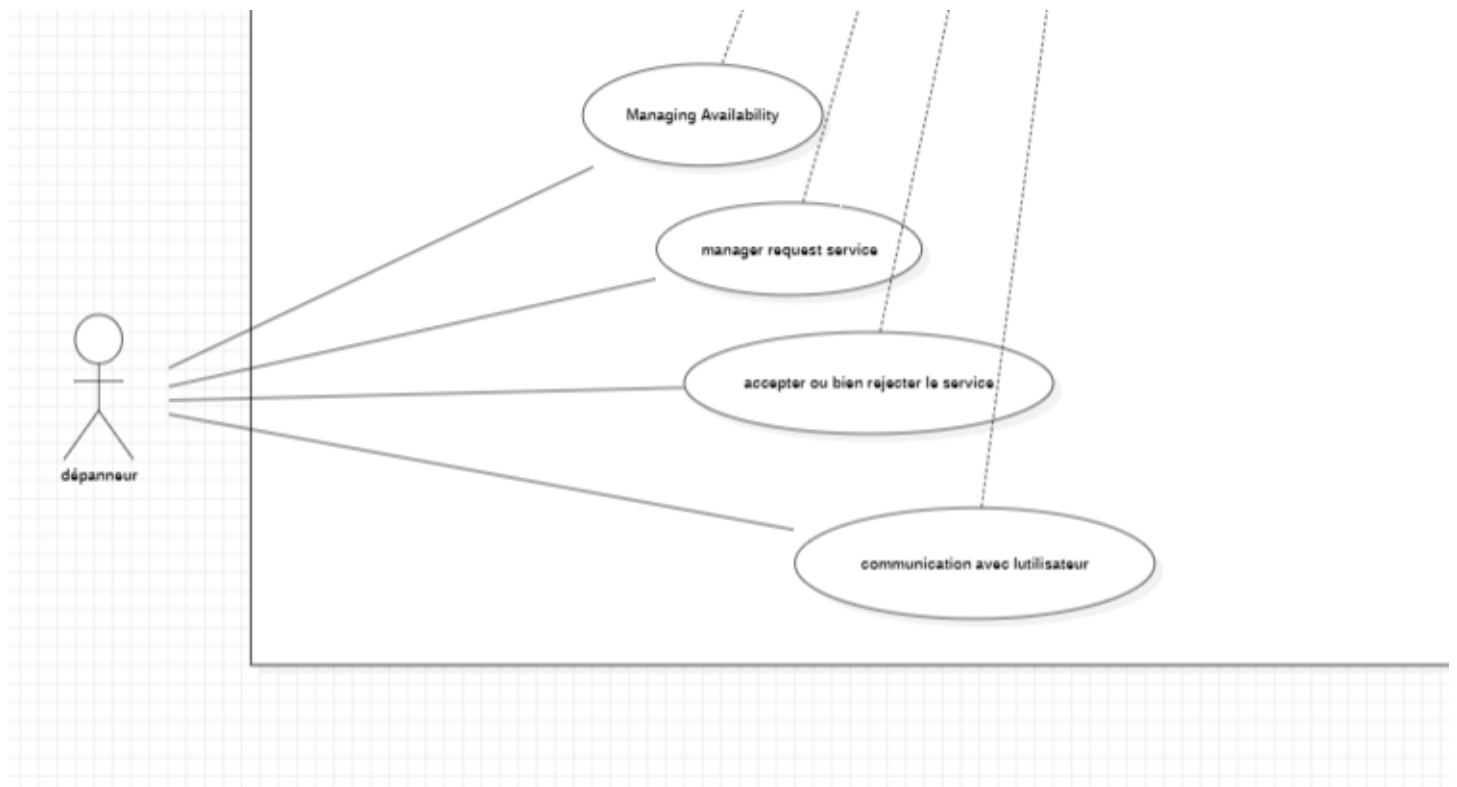 Managing Availability
manager request service
accepter ou bien rejecter le service
dépanneur
communication avec lutilisateur